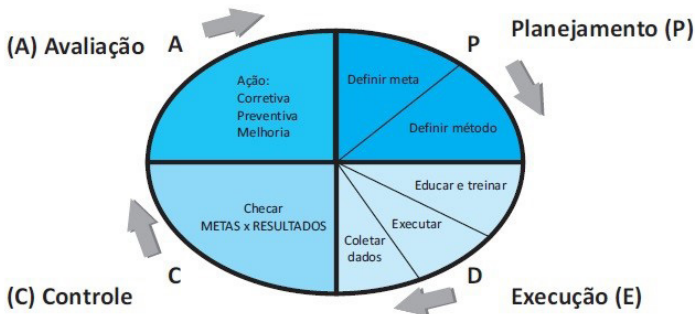 (A) Avaliação
A
P
Planejamento (P)
Ação:
Corretiva
Preventiva
Melhoria
Definir meta
Definir método
Educar e treinar
Executar
Coletar
dados
Checar
METAS x RESULTADOS
(C) Controle
C
D
Execução (E)